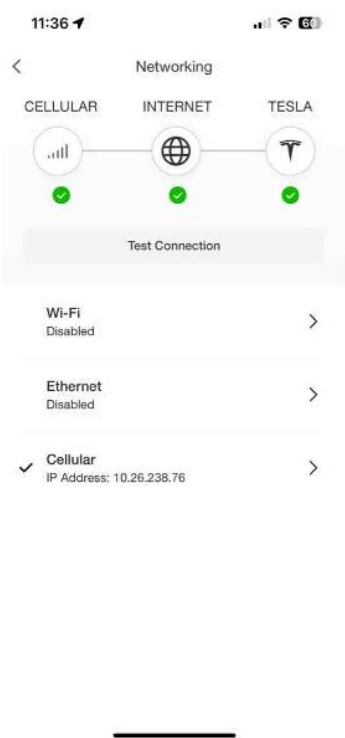 11:36
60
Networking
CELLULAR INTERNET TESLA
Test Connection
Wi-Fi
Disabled
Ethernet
Disabled
Cellular
IP Address: 10.26.238.76